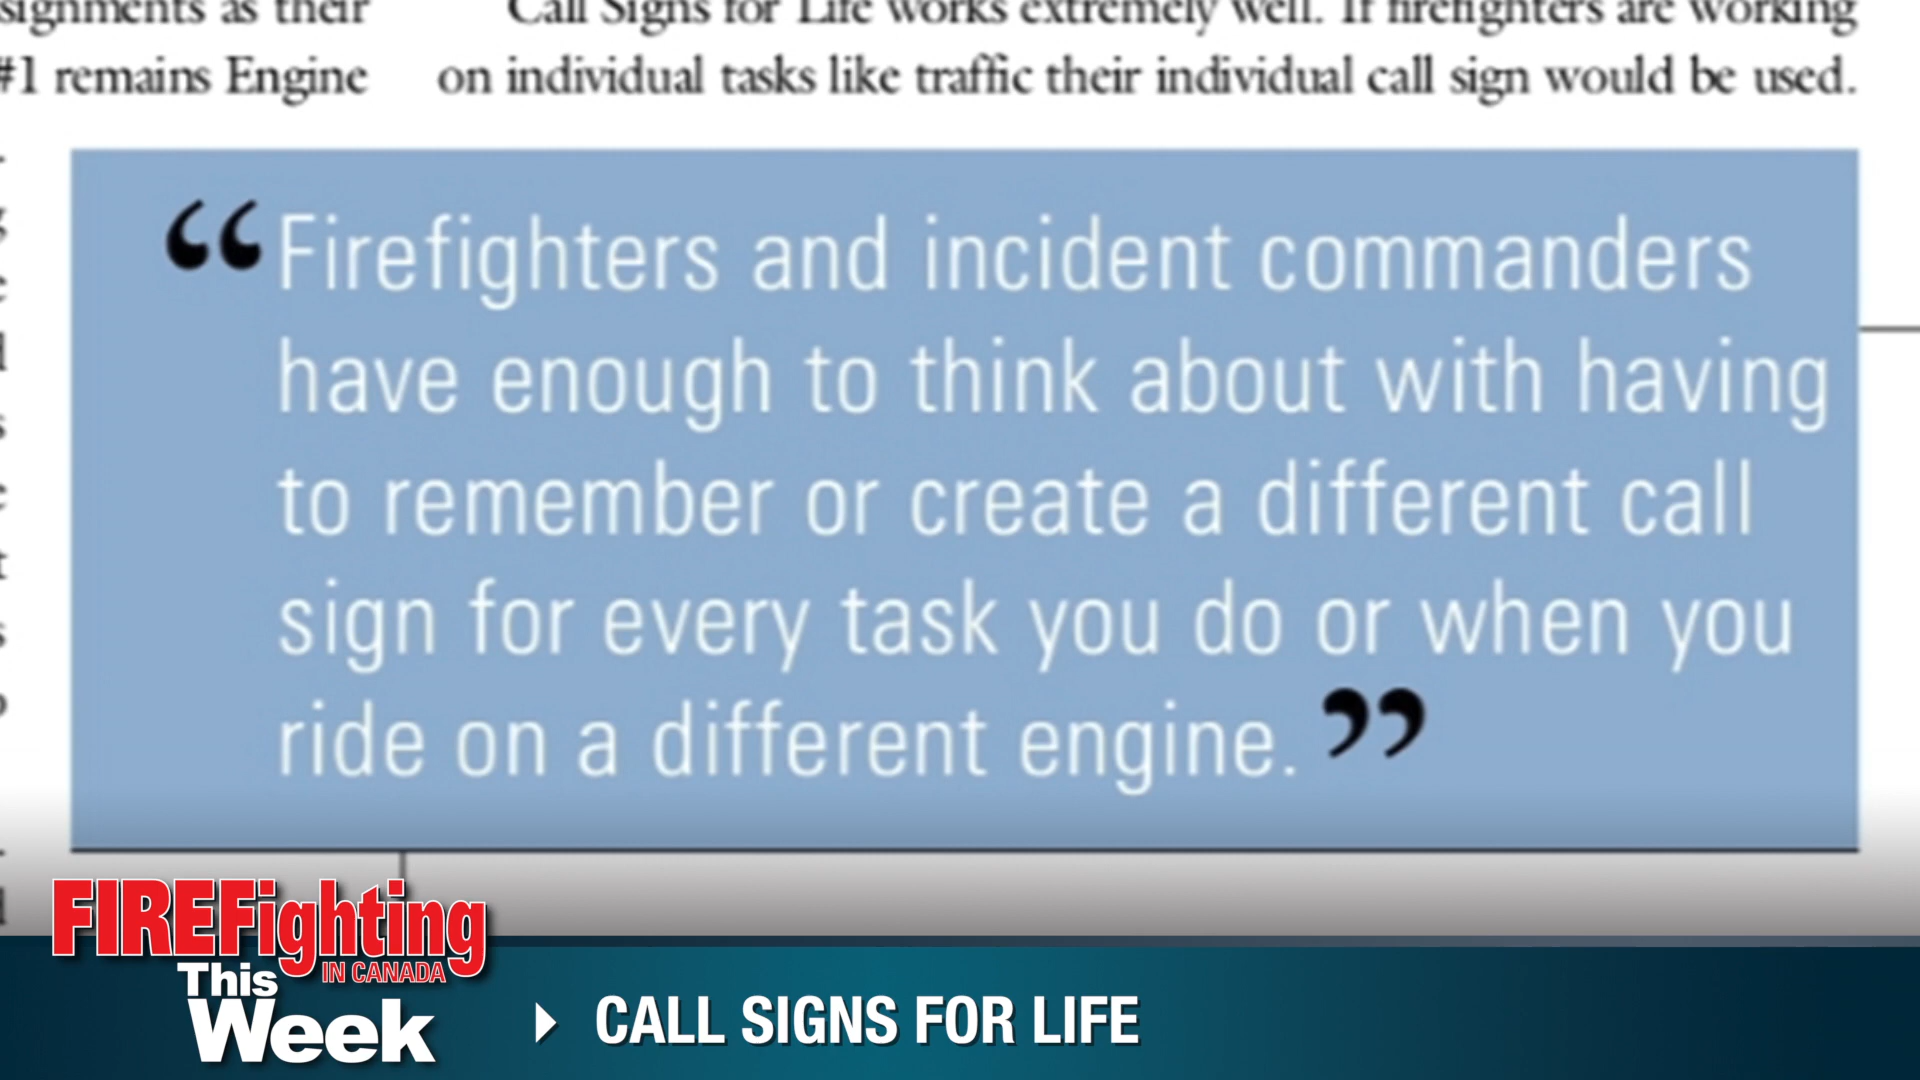 signments as their
#1 remains Engine
Call Signs for Life works extremely well. If firefighters are working
on individual tasks like traffic their individual call sign would be used.
“Firefighters and incident commanders
have enough to think about with having
to remember or create a different call
sign for every task you do or when you
ride on a different engine.”
FIREFighting
IN CANADA
This
Week
CALL SIGNS FOR LIFE